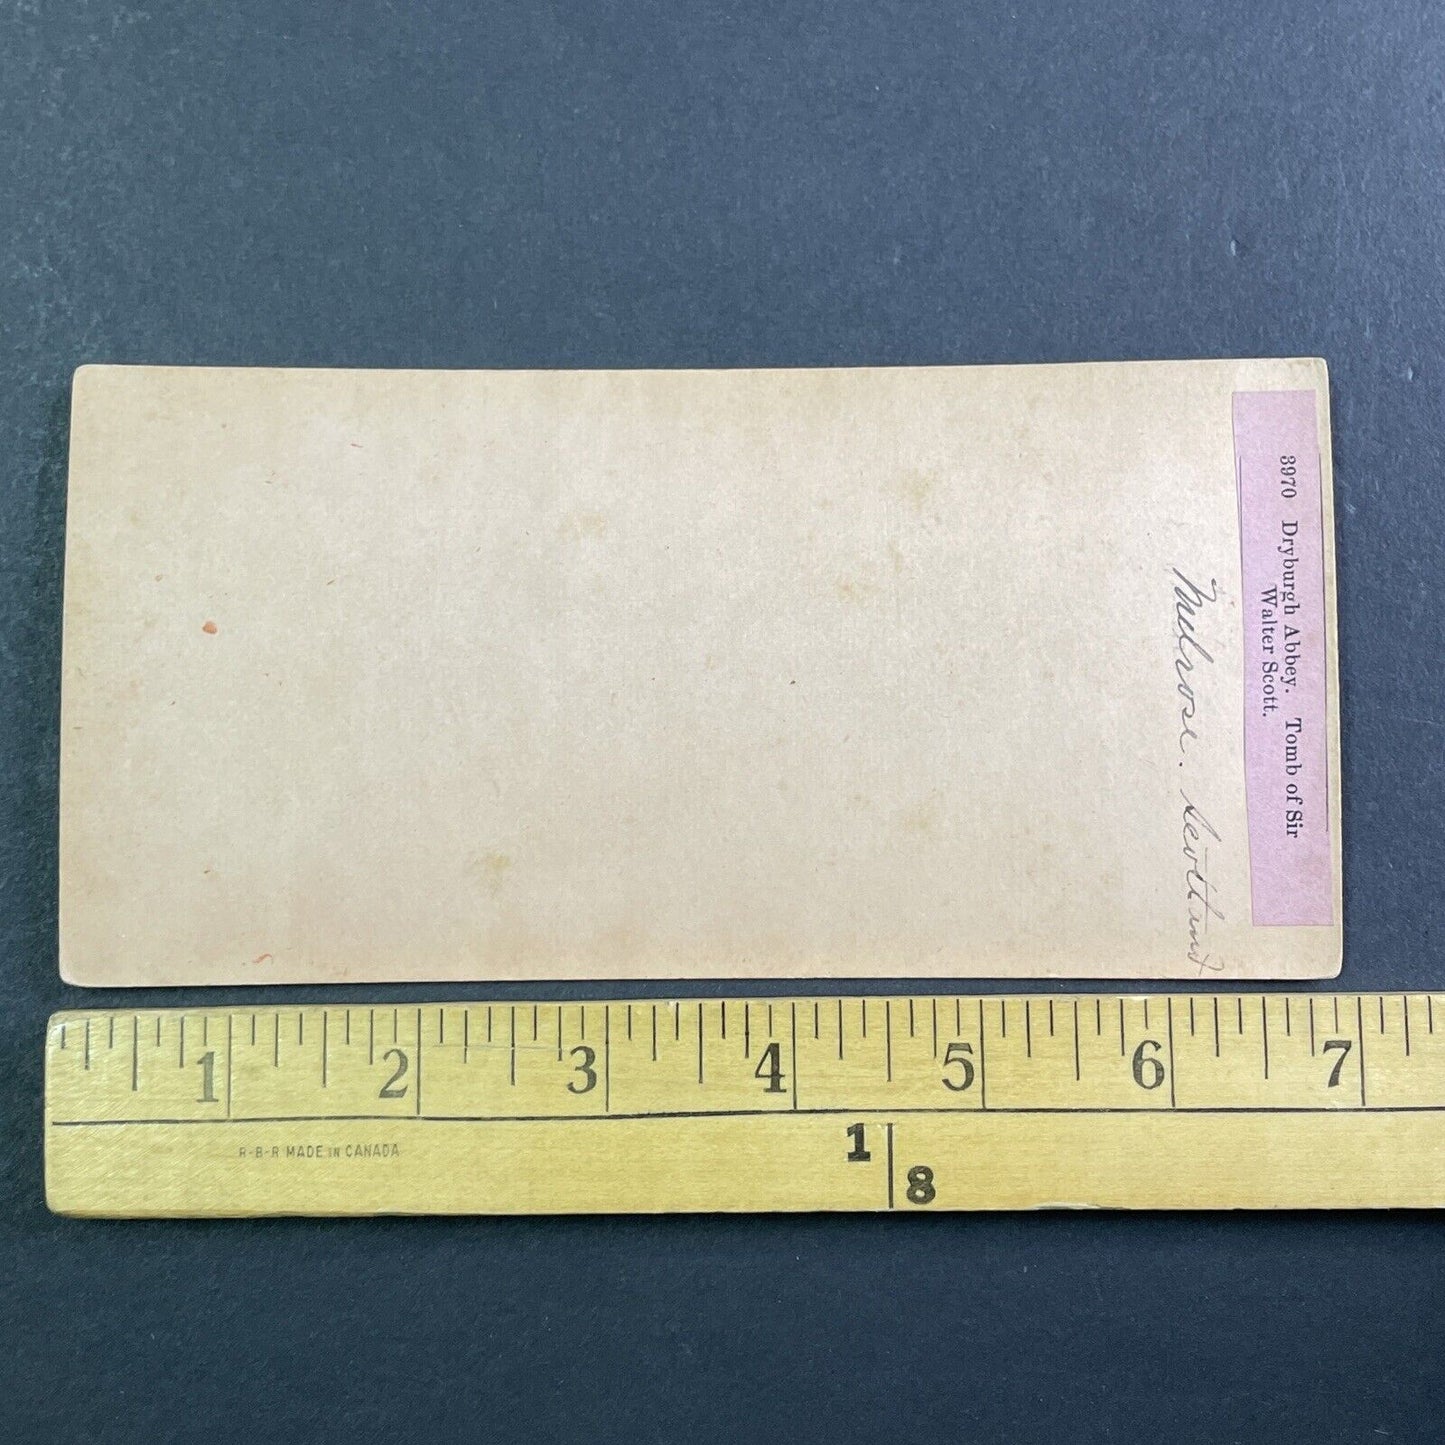 3970 Dryburgh Abbey. Tomb of Sir
Walter Scott.
Melrose. Scotland
1 2 3 4 5 6 7
R-B-R MADE IN CANADA
1
8